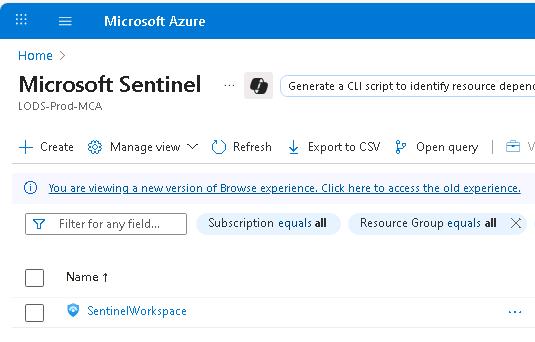 Microsoft Azure
Home
Microsoft Sentinel
LODS-Prod-MCA
Generate a CLI script to identify resource
Create Manage view Refresh Export to CSV Open query
You are viewing a new version of Browse experience. Click here to access the old experience.
Filter for any field... Subscription equals all Resource Group equals all
Name ↑
SentinelWorkspace